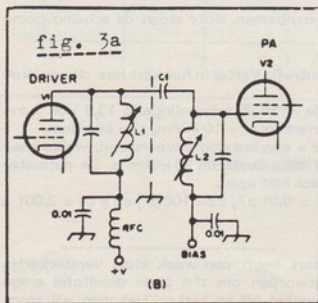 fig. 3a
PA
V2
DRIVER
V1
C1
L1
L2
0.01
RFC
0.01
+V
BIAS
(B)